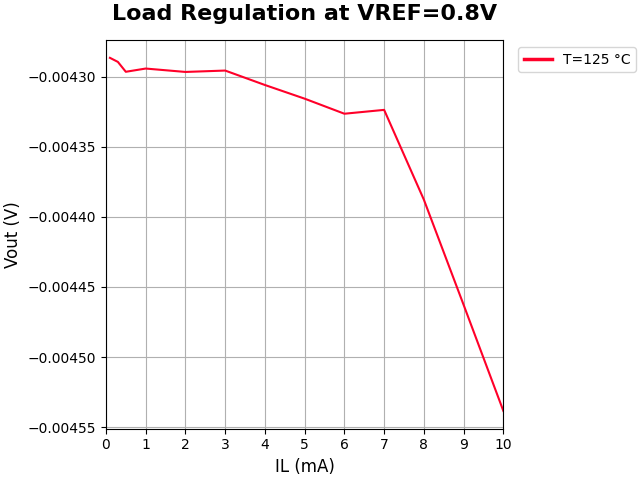 Load Regulation at VREF=0.8V
T=125 °C
−0.00430
−0.00435
−0.00440
−0.00445
−0.00450
−0.00455
Vout (V)
0 1 2 3 4 5 6 7 8 9 10
IL (mA)